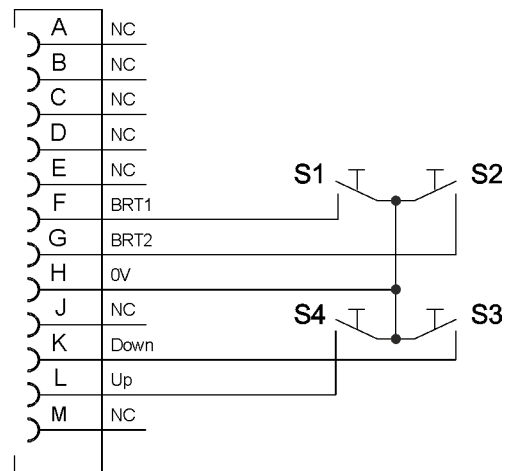 A NC
B NC
C NC
D NC
E NC
S1 S2
F BRT1
G BRT2
H 0V
J NC
S4 S3
K Down
L Up
M NC